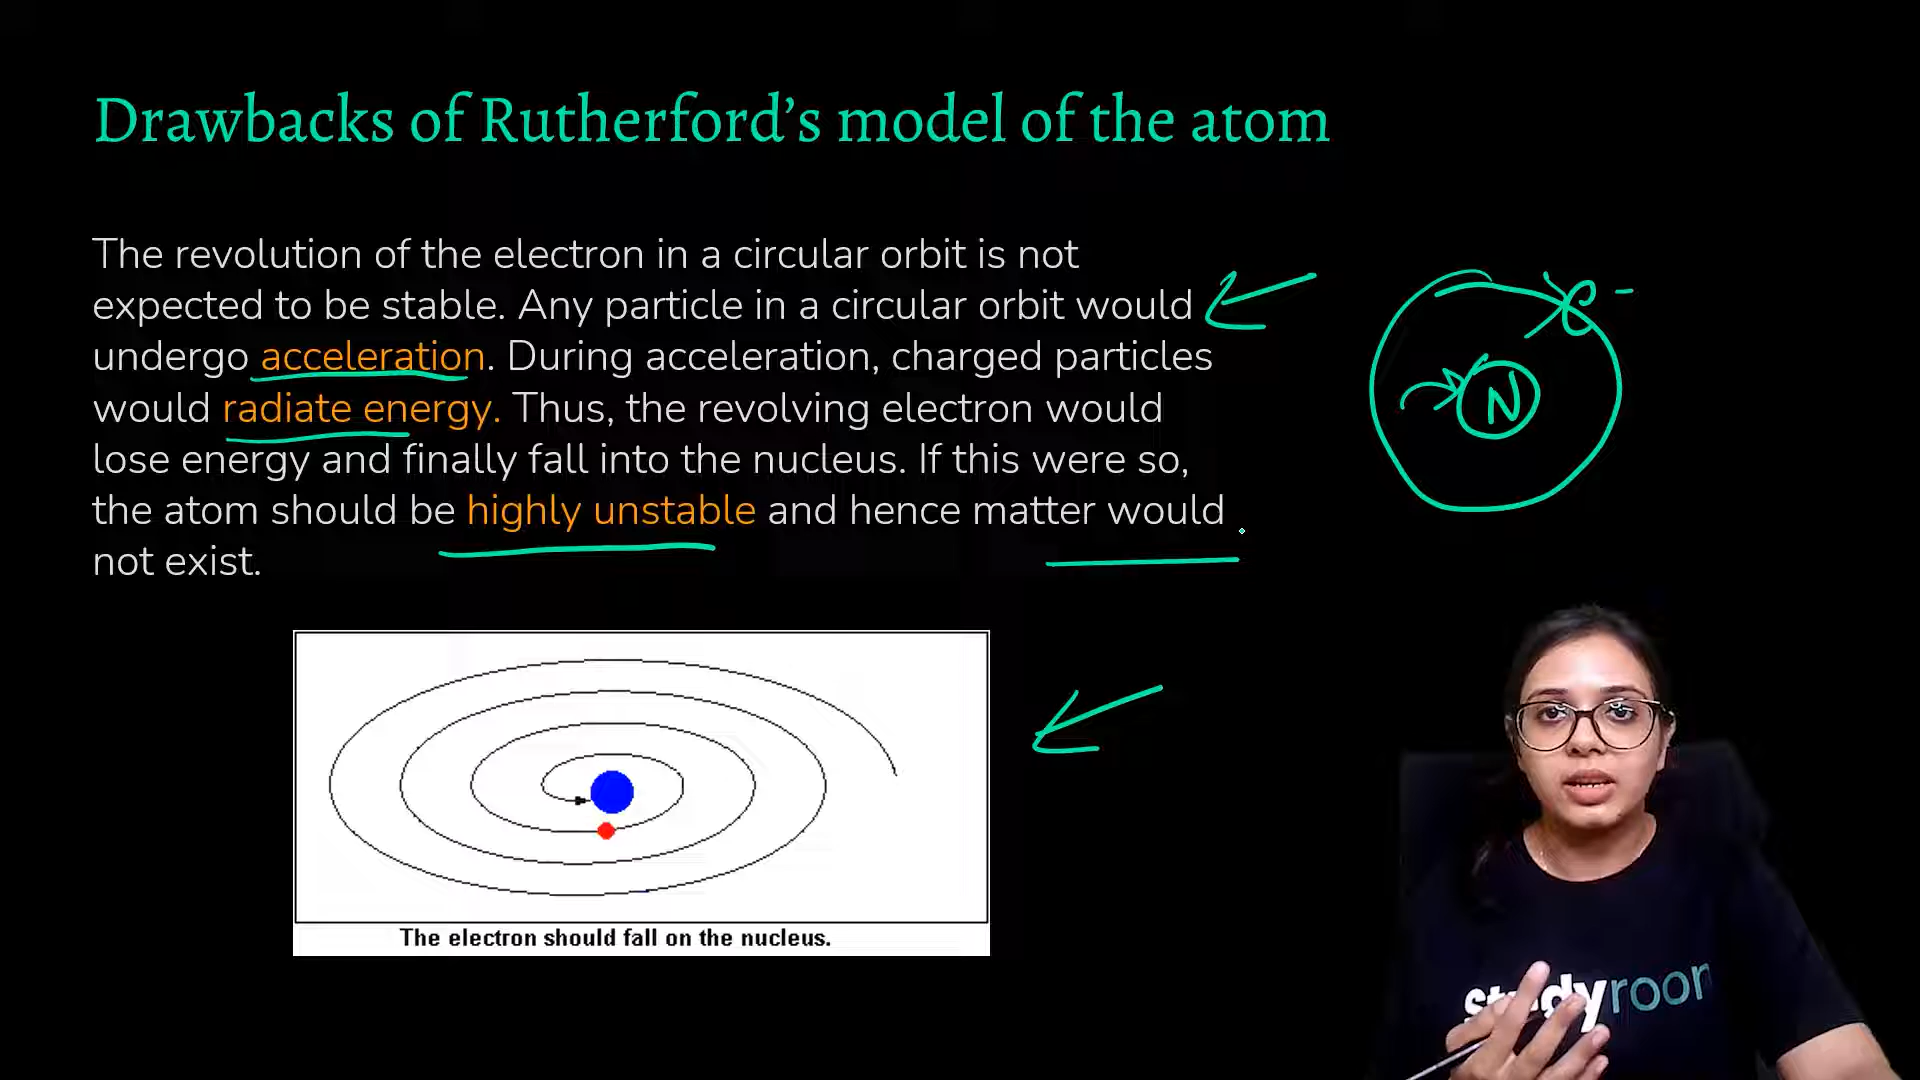 Drawbacks of Rutherford’s model of the atom
The revolution of the electron in a circular orbit is not
expected to be stable. Any particle in a circular orbit would
undergo acceleration. During acceleration, charged particles
would radiate energy. Thus, the revolving electron would
lose energy and finally fall into the nucleus. If this were so,
the atom should be highly unstable and hence matter would
not exist.
e -
N
The electron should fall on the nucleus.
studyroom